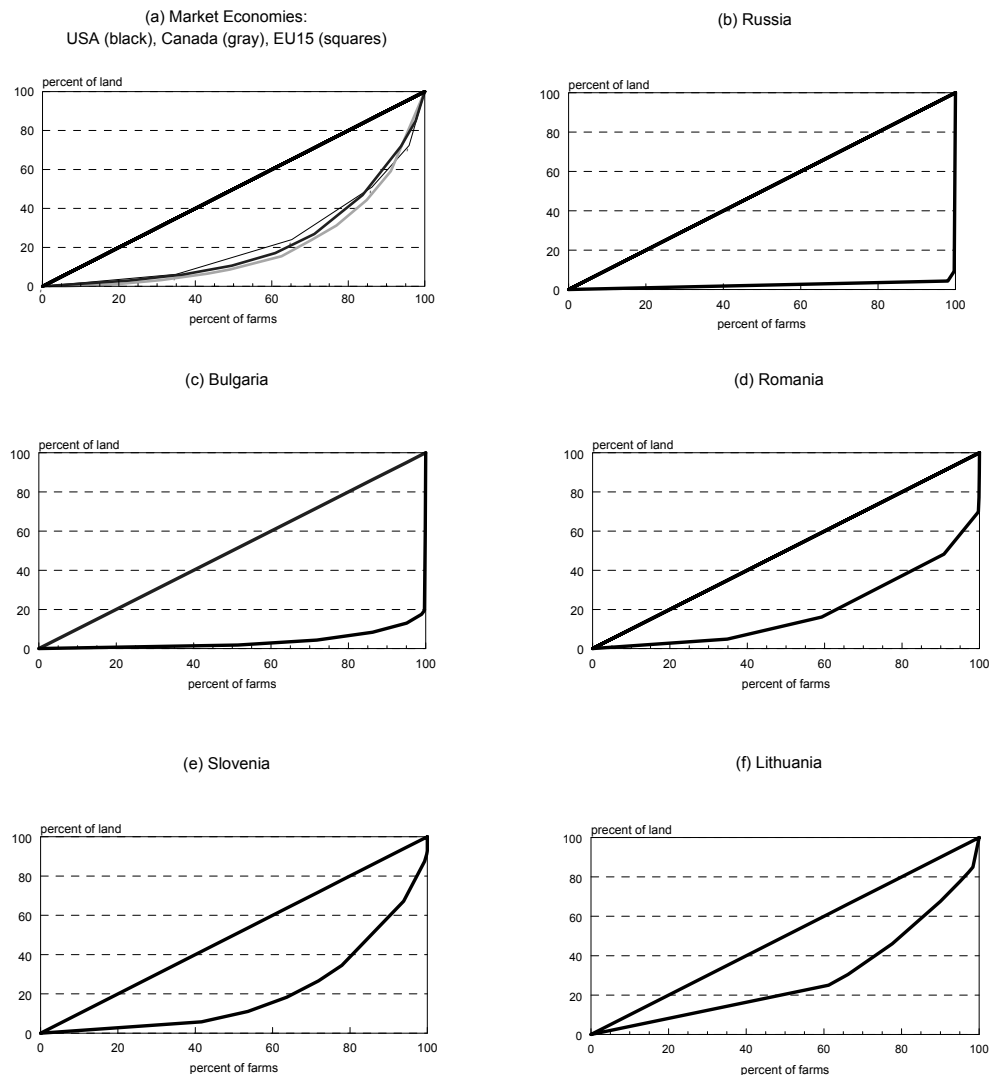 (a) Market Economies:
USA (black), Canada (gray), EU15 (squares)
percent of land
100
80
60
40
20
0
0 20 40 60 80 100
percent of farms
(b) Russia
percent of land
100
80
60
40
20
0
0 20 40 60 80 100
percent of farms
(c) Bulgaria
percent of land
100
80
60
40
20
0
0 20 40 60 80 100
percent of farms
(d) Romania
percent of land
100
80
60
40
20
0
0 20 40 60 80 100
percent of farms
(e) Slovenia
percent of land
100
80
60
40
20
0
0 20 40 60 80 100
percent of farms
(f) Lithuania
precent of land
100
80
60
40
20
0
0 20 40 60 80 100
percent of farms